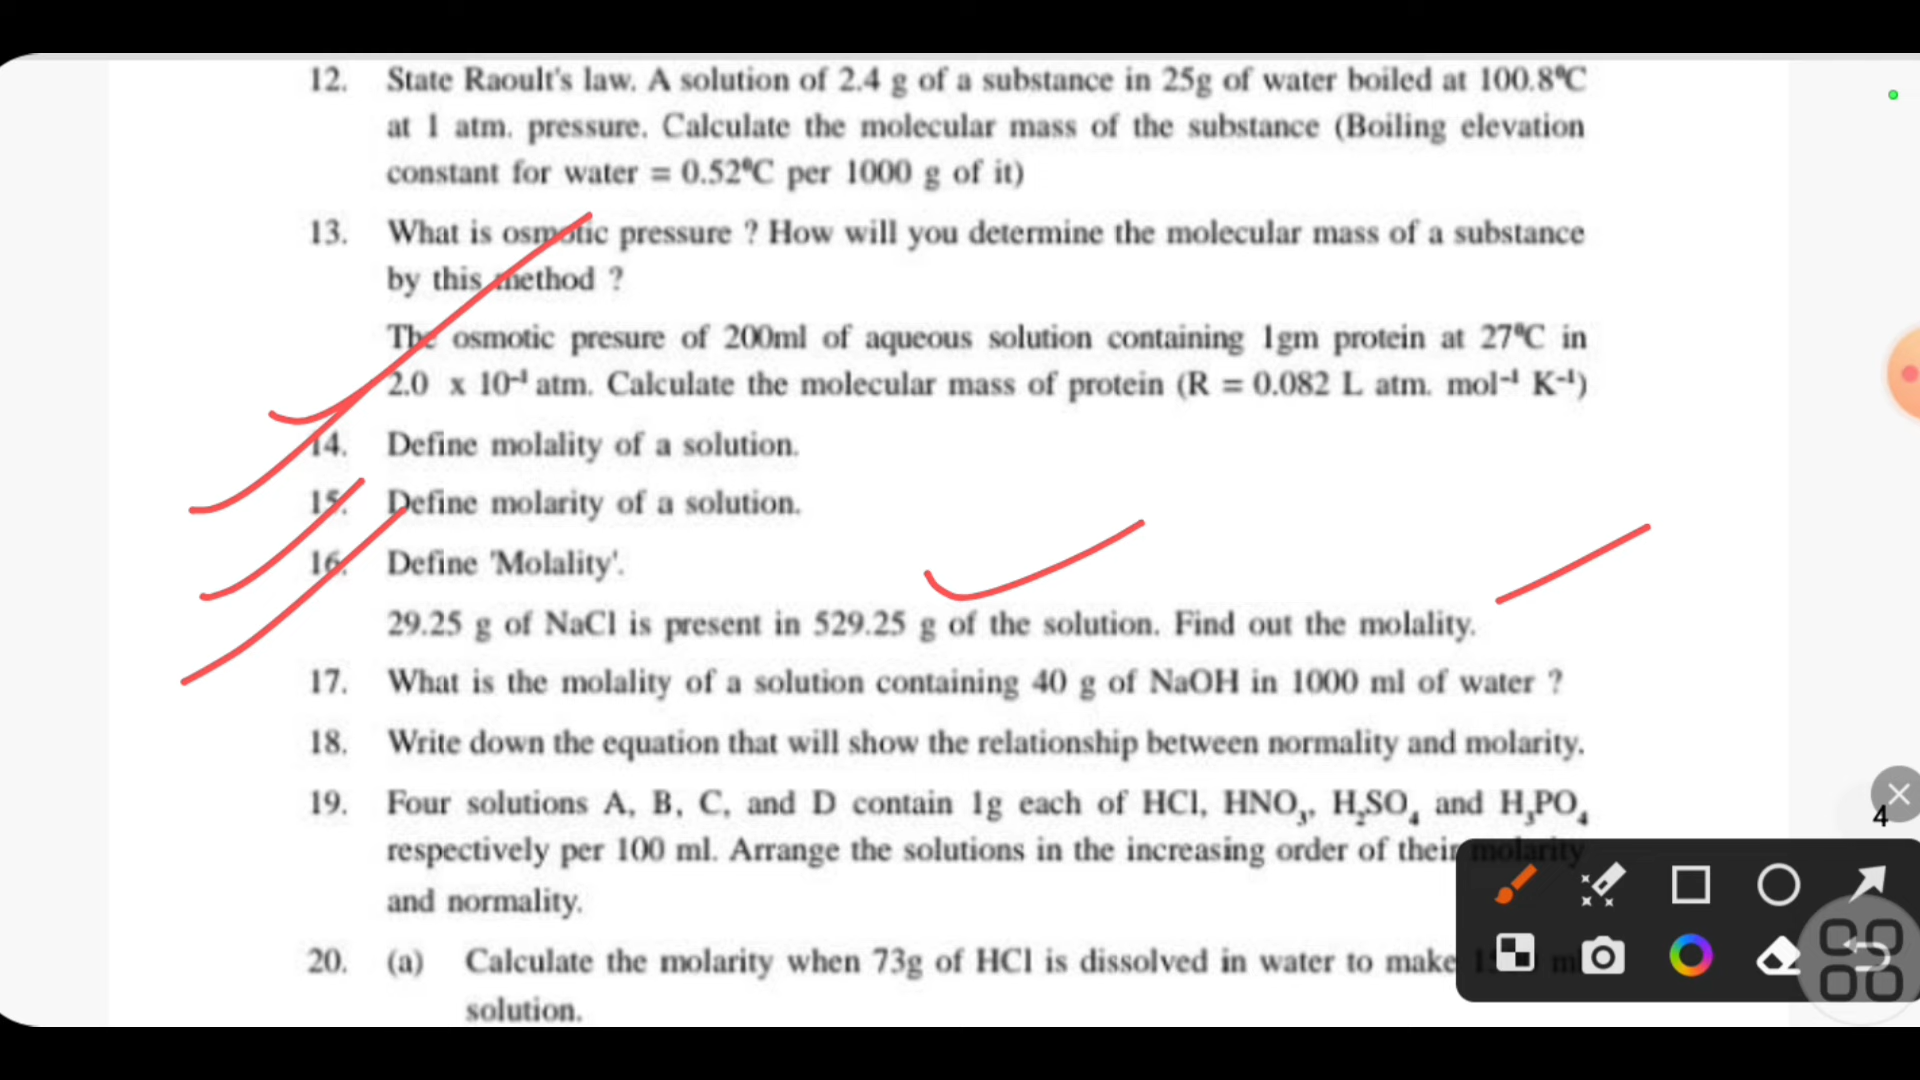 12. State Raoult's law. A solution of 2.4 g of a substance in 25g of water boiled at 100.8⁰C
at 1 atm. pressure. Calculate the molecular mass of the substance (Boiling elevation
constant for water = 0.52⁰C per 1000 g of it)
13. What is osmotic pressure ? How will you determine the molecular mass of a substance
by this method ?
The osmotic presure of 200ml of aqueous solution containing 1gm protein at 27⁰C in
2.0 x 10⁻⁴ atm. Calculate the molecular mass of protein (R = 0.082 L atm. mol⁻¹ K⁻¹)
14. Define molality of a solution.
15. Define molarity of a solution.
16. Define 'Molality'.
29.25 g of NaCl is present in 529.25 g of the solution. Find out the molality.
17. What is the molality of a solution containing 40 g of NaOH in 1000 ml of water ?
18. Write down the equation that will show the relationship between normality and molarity.
19. Four solutions A, B, C, and D contain 1g each of HCl, HNO₃, H₂SO₄ and H₃PO₄
respectively per 100 ml. Arrange the solutions in the increasing order of their molarity
and normality.
20. (a) Calculate the molarity when 73g of HCl is dissolved in water to make
solution.
4